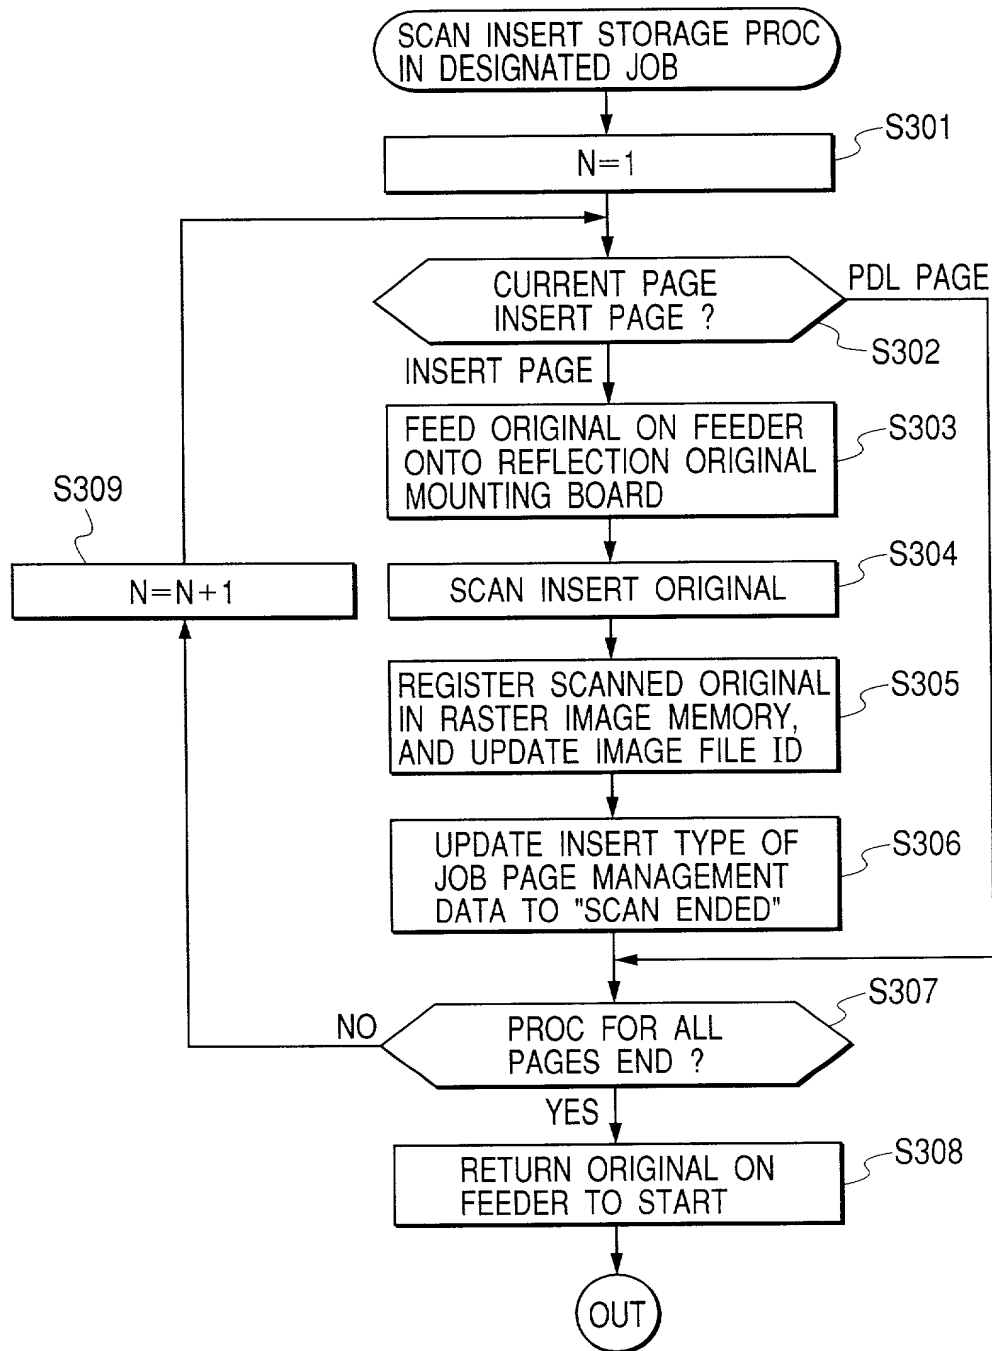 SCAN INSERT STORAGE PROC
IN DESIGNATED JOB
S301
N=1
CURRENT PAGE
INSERT PAGE ?
PDL PAGE
S302
INSERT PAGE
FEED ORIGINAL ON FEEDER
ONTO REFLECTION ORIGINAL
MOUNTING BOARD
S303
S309
N=N+1
S304
SCAN INSERT ORIGINAL
REGISTER SCANNED ORIGINAL
IN RASTER IMAGE MEMORY,
AND UPDATE IMAGE FILE ID
S305
UPDATE INSERT TYPE OF
JOB PAGE MANAGEMENT
DATA TO "SCAN ENDED"
S306
S307
NO
PROC FOR ALL
PAGES END ?
YES
S308
RETURN ORIGINAL ON
FEEDER TO START
OUT